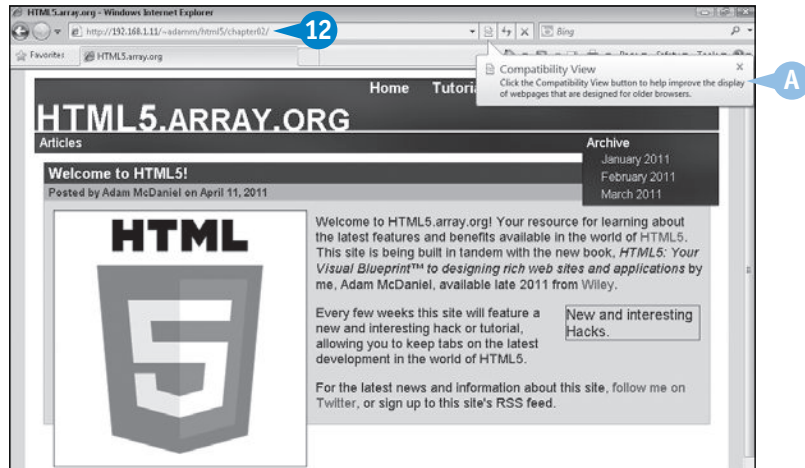 HTML5.array.org - Windows Internet Explorer
http://192.168.1.11/~adamm/html5/chapter02/
12
Bing
Favorites
HTML5.array.org
Page
Safety
Tools
Compatibility View
Click the Compatibility View button to help improve the display
of webpages that are designed for older browsers.
A
Home
HTML5.ARRAY.ORG
Articles
Archive
January 2011
February 2011
March 2011
Welcome to HTML5!
Posted by Adam McDaniel on April 11, 2011
HTML
5
Welcome to HTML5.array.org! Your resource for learning about
the latest features and benefits available in the world of HTML5.
This site is being built in tandem with the new book, HTML5: Your
Visual Blueprint™ to designing rich web sites and applications by
me, Adam McDaniel, available late 2011 from Wiley.
Every few weeks this site will feature a
new and interesting hack or tutorial,
allowing you to keep tabs on the latest
development in the world of HTML5.
New and interesting
Hacks.
For the latest news and information about this site, follow me on
Twitter, or sign up to this site's RSS feed.